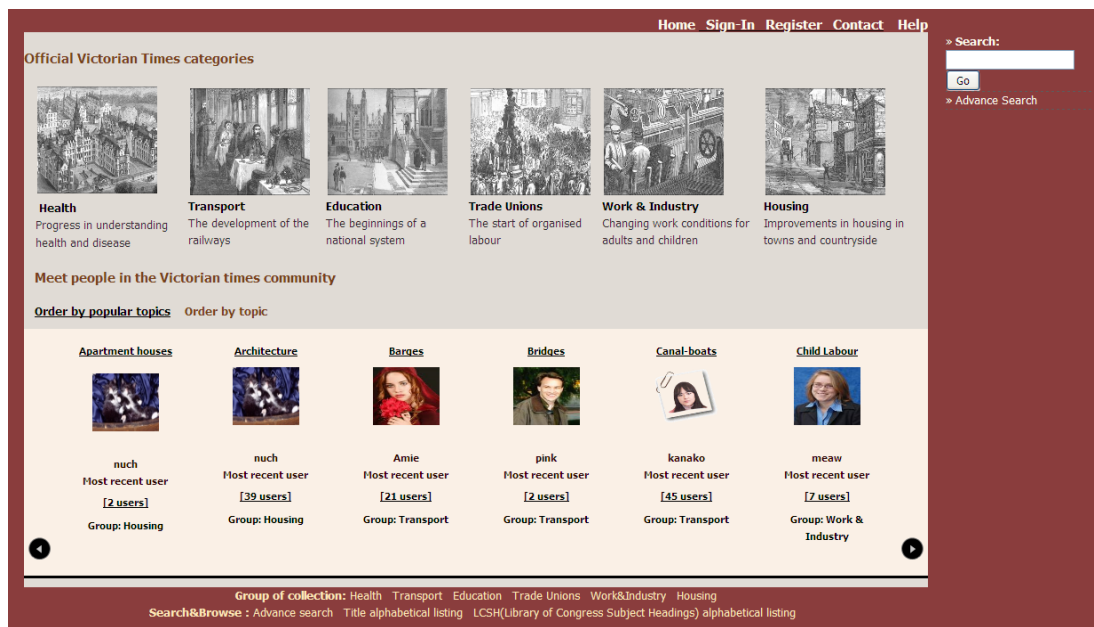 Home Sign-In Register Contact Help
» Search:
Go
» Advance Search
Official Victorian Times categories
Health
Progress in understanding
health and disease
Transport
The development of the
railways
Education
The beginnings of a
national system
Trade Unions
The start of organised
labour
Work & Industry
Changing work conditions for
adults and children
Housing
Improvements in housing in
towns and countryside
Meet people in the Victorian times community
Order by popular topics Order by topic
Apartment houses
nuch
Most recent user
[2 users]
Group: Housing
Architecture
nuch
Most recent user
[39 users]
Group: Housing
Barges
Amie
Most recent user
[21 users]
Group: Transport
Bridges
pink
Most recent user
[2 users]
Group: Transport
Canal-boats
kanako
Most recent user
[45 users]
Group: Transport
Child Labour
meaw
Most recent user
[7 users]
Group: Work &
Industry
Group of collection: Health Transport Education Trade Unions Work&Industry Housing
Search&Browse : Advance search Title alphabetical listing LCSH(Library of Congress Subject Headings) alphabetical listing